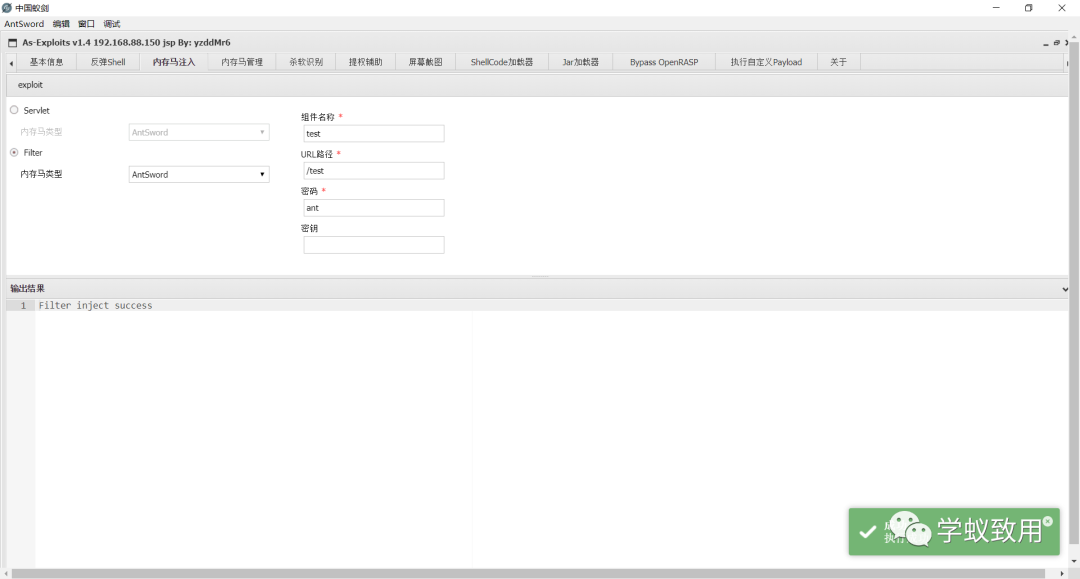 中国蚁剑
AntSword 编辑 窗口 调试
As-Exploits v1.4 192.168.88.150 jsp By: yzddMr6
基本信息 反弹Shell 内存马注入 内存马管理 杀软识别 提权辅助 屏幕截图 ShellCode加载器 Jar加载器 Bypass OpenRASP 执行自定义Payload 关于
exploit
Servlet
内存马类型 AntSword
Filter
内存马类型 AntSword
组件名称 *
test
URL路径 *
/test
密码 *
ant
密钥
输出结果
1 Filter inject success
学蚁致用
执行